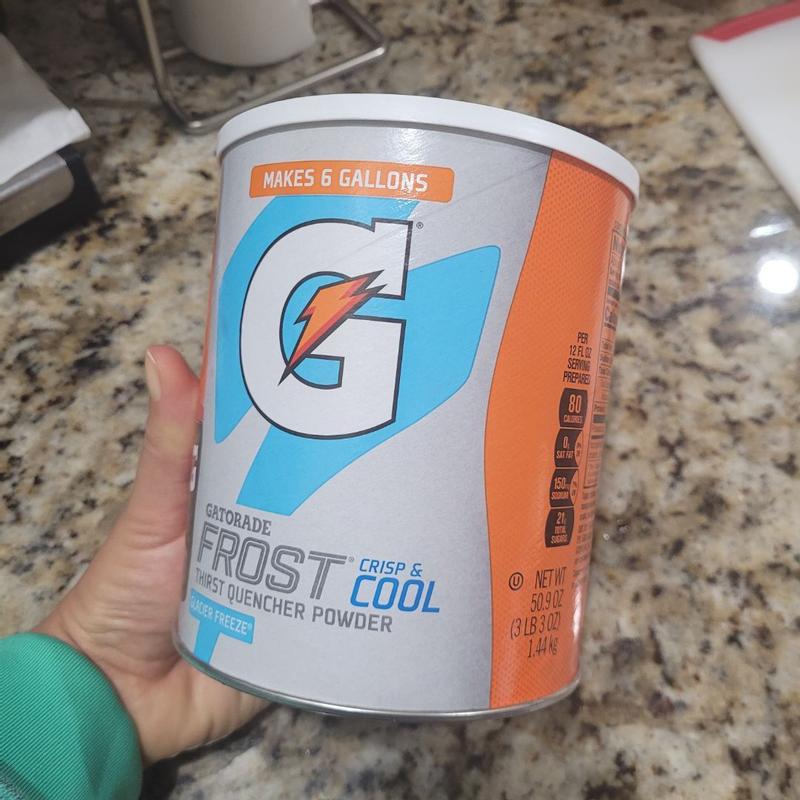 MAKES 6 GALLONS
G®
GATORADE
FROST®
CRISP &
COOL
THIRST QUENCHER POWDER
GLACIER FREEZE®
PER
12 FL OZ
SERVING
PREPARED
80
CALORIES
0g
SAT FAT
150mg
SODIUM
21g
TOTAL
SUGARS
U
NET WT
50.9 OZ
(3 LB 3 OZ)
1.44 kg